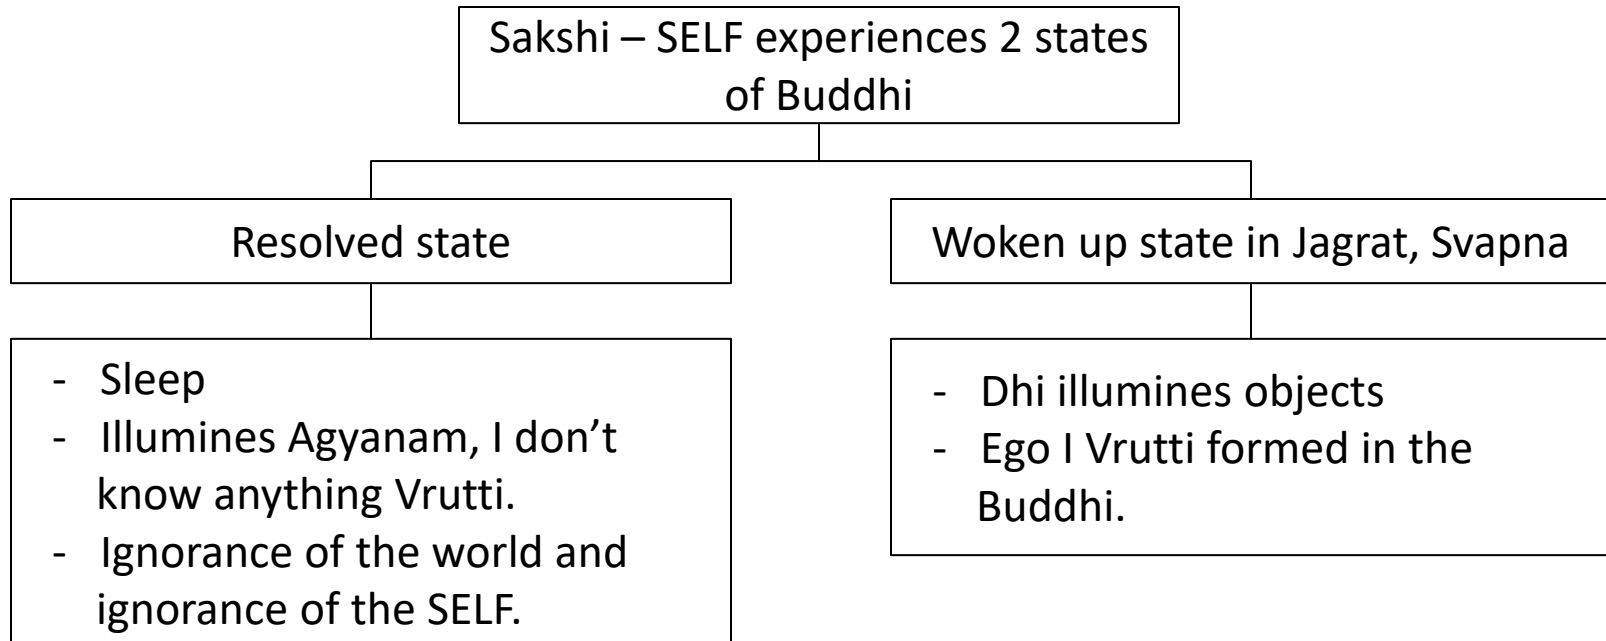 Sakshi – SELF experiences 2 states
of Buddhi
Resolved state
Woken up state in Jagrat, Svapna
- Sleep
- Illumines Agyanam, I don’t
know anything Vrutti.
- Ignorance of the world and
ignorance of the SELF.
- Dhi illumines objects
- Ego I Vrutti formed in the
Buddhi.